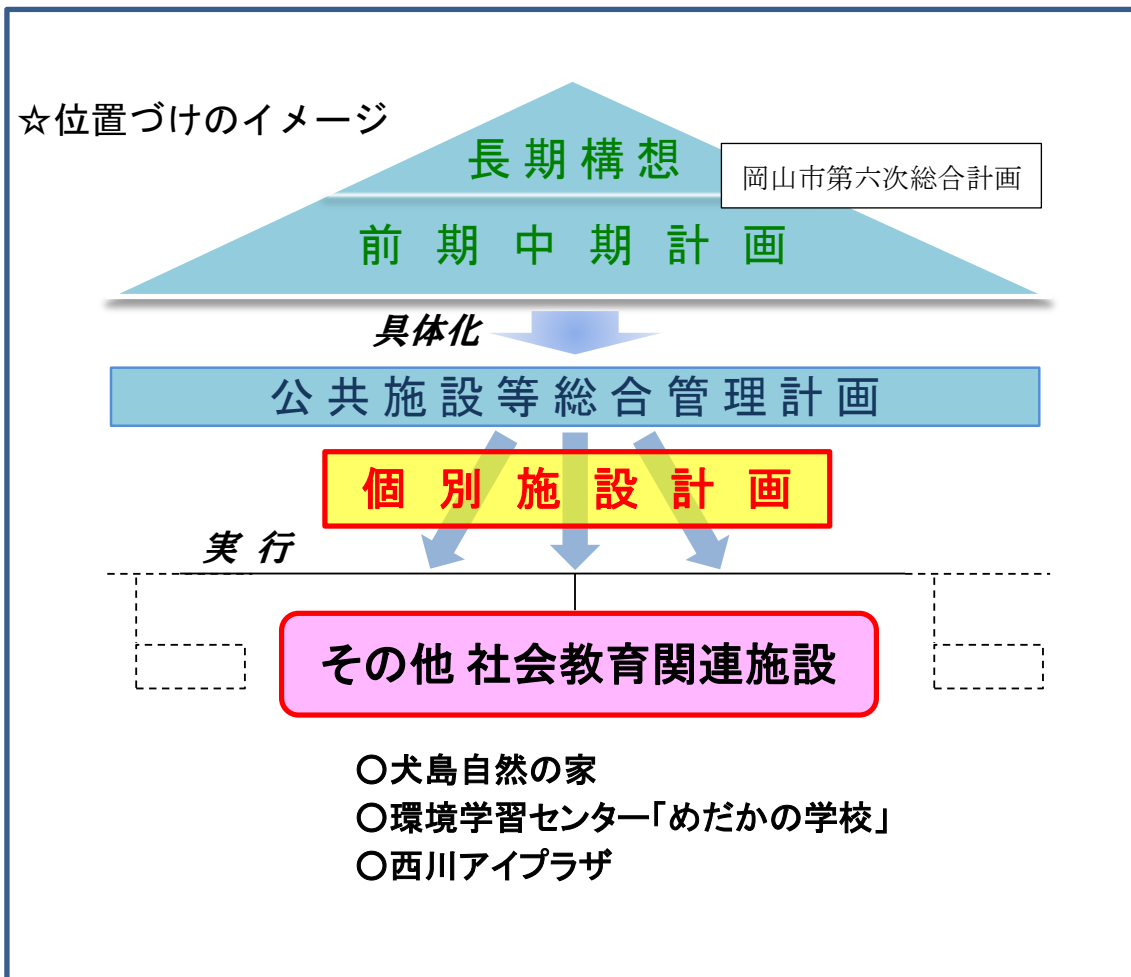 ☆位置づけのイメージ
長期構想
岡山市第六次総合計画
前期中期計画
具体化
公共施設等総合管理計画
個別施設計画
実行
その他 社会教育関連施設
○犬島自然の家
○環境学習センター「めだかの学校」
○西川アイプラザ